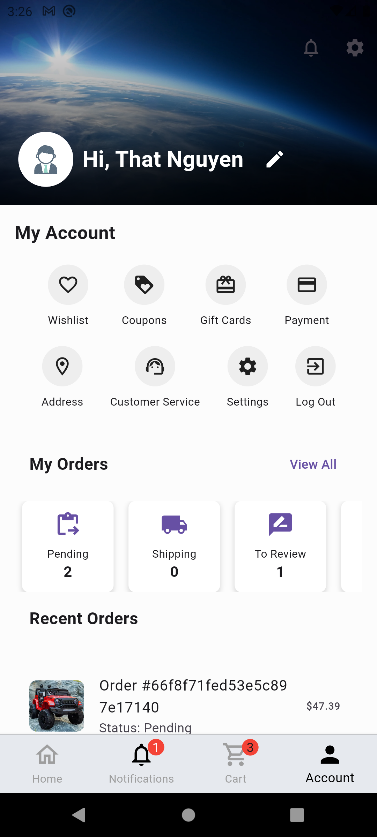 3:26
Hi, That Nguyen
My Account
Wishlist
Coupons
Gift Cards
Payment
Address
Customer Service
Settings
Log Out
My Orders
View All
Pending
2
Shipping
0
To Review
1
Recent Orders
Order #66f8f71fed53e5c89
7e17140
$47.39
Status: Pending
1
3
Home
Notifications
Cart
Account